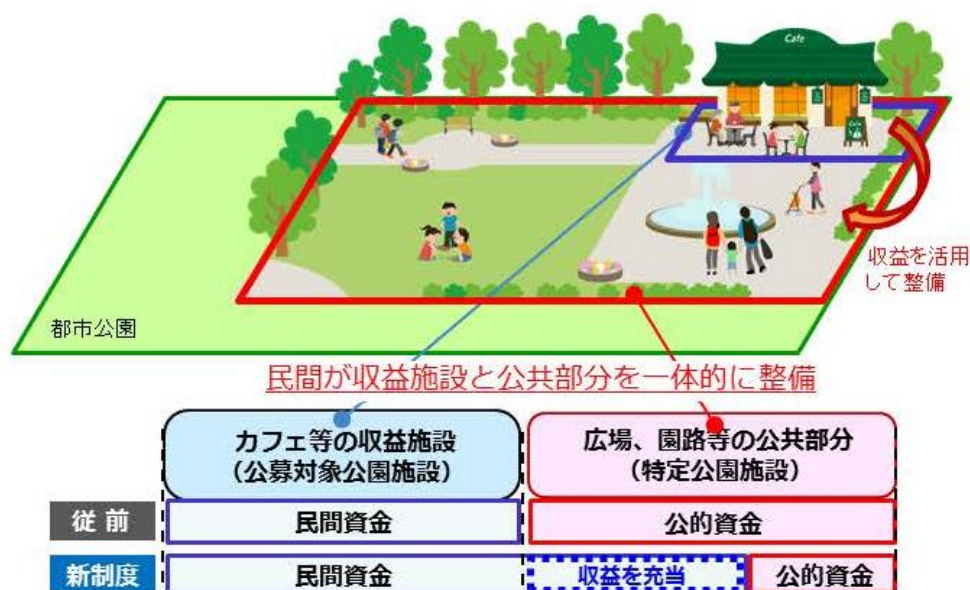 Cafe
収益を活用
して整備
都市公園
民間が収益施設と公共部分を一体的に整備
カフェ等の収益施設
(公募対象公園施設)
広場、園路等の公共部分
(特定公園施設)
従前
民間資金
公的資金
新制度
民間資金
収益を充当
公的資金